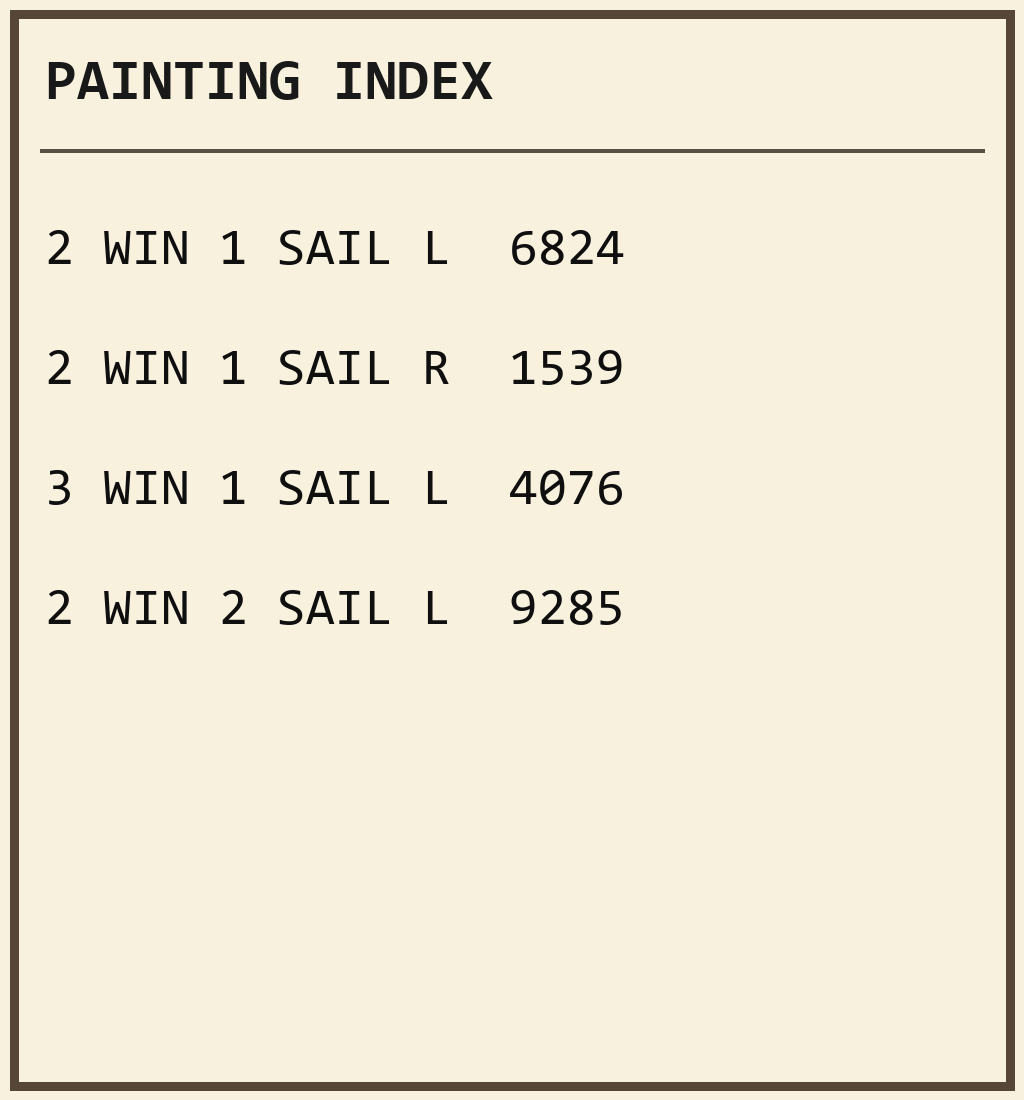 PAINTING INDEX
2 WIN 1 SAIL L  6824
2 WIN 1 SAIL R  1539
3 WIN 1 SAIL L  4076
2 WIN 2 SAIL L  9285